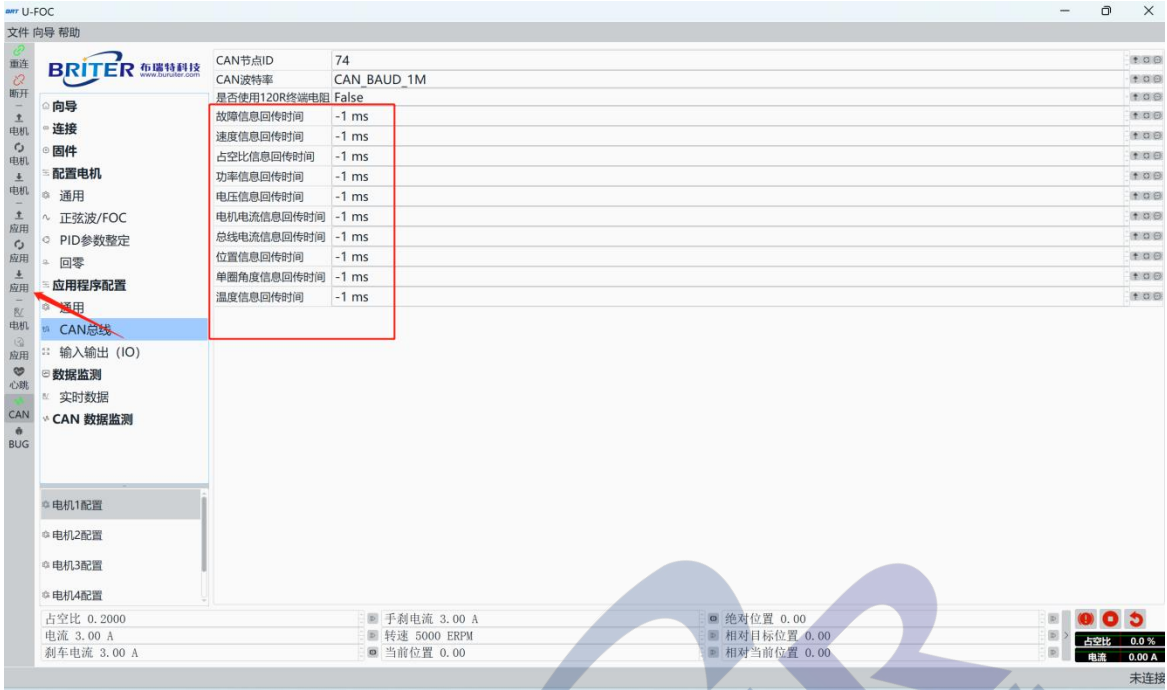 BRT U-FOC
文件 向导 帮助
重连
断开
电机
电机
电机
应用
应用
应用
电机
应用
心跳
CAN
BUG
BRITER 布瑞特科技
www.buruiter.com
向导
连接
固件
配置电机
通用
正弦波/FOC
PID参数整定
回零
应用程序配置
通用
CAN总线
输入输出（IO）
数据监测
实时数据
CAN 数据监测
电机1配置
电机2配置
电机3配置
电机4配置
CAN节点ID 74
CAN波特率 CAN_BAUD_1M
是否使用120R终端电阻 False
故障信息回传时间 -1 ms
速度信息回传时间 -1 ms
占空比信息回传时间 -1 ms
功率信息回传时间 -1 ms
电压信息回传时间 -1 ms
电机电流信息回传时间 -1 ms
总线电流信息回传时间 -1 ms
位置信息回传时间 -1 ms
单圈角度信息回传时间 -1 ms
温度信息回传时间 -1 ms
占空比 0.2000 手刹电流 3.00 A 绝对位置 0.00
电流 3.00 A 转速 5000 ERPM 相对目标位置 0.00
刹车电流 3.00 A 当前位置 0.00 相对当前位置 0.00
占空比 0.0 %
电流 0.00 A
未连接